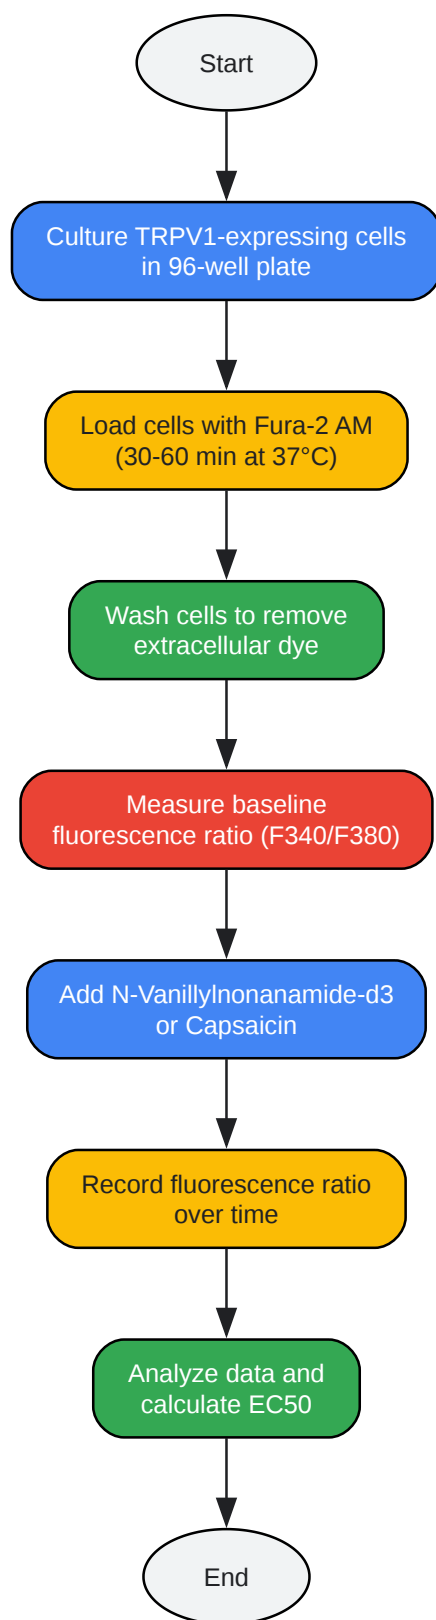 Start
Culture TRPV1-expressing cells
in 96-well plate
Load cells with Fura-2 AM
(30-60 min at 37°C)
Wash cells to remove
extracellular dye
Measure baseline
fluorescence ratio (F340/F380)
Add N-Vanillylnonanamide-d3
or Capsaicin
Record fluorescence ratio
over time
Analyze data and
calculate EC50
End